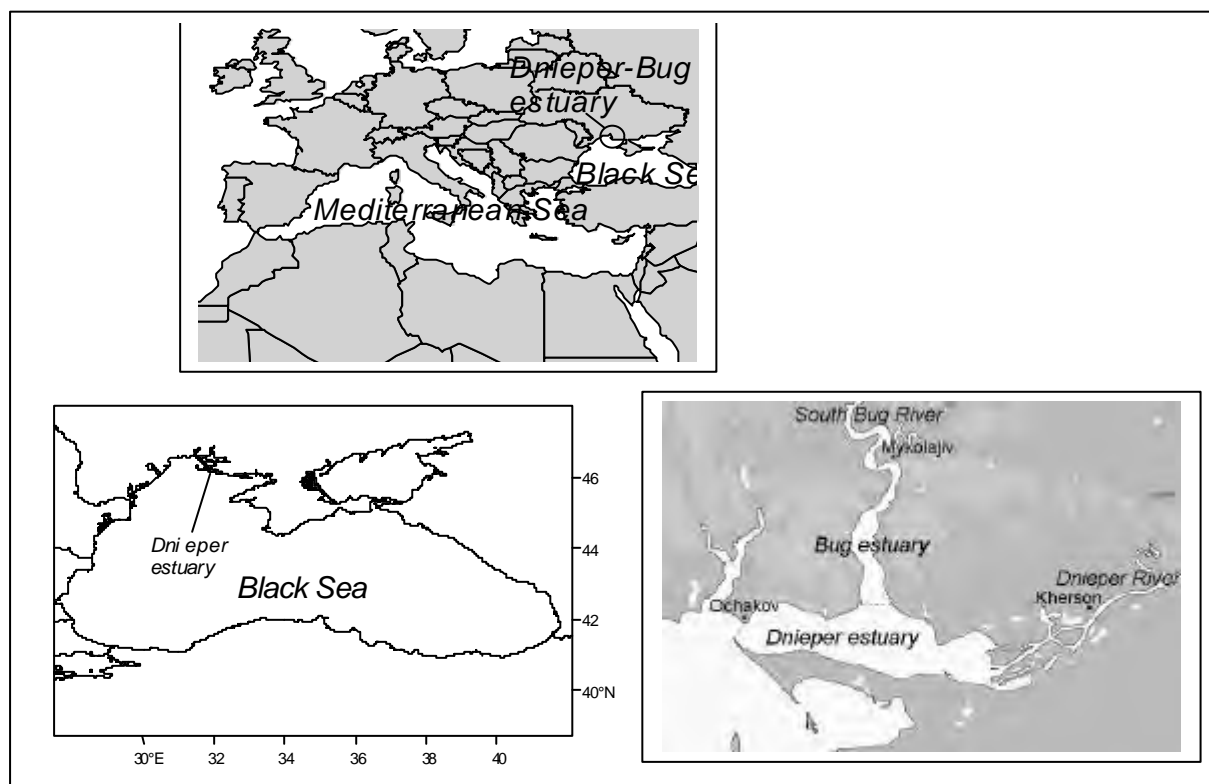 Dnieper-Bug
estuary
Black Se
Mediterranean Sea
Dni eper
estuary
Black Sea
46
44
42
40°N
30°E 32 34 36 38 40
South Bug River
Mykolajiv
Bug estuary
Dnieper River
Kherson
Ochakov
Dnieper estuary